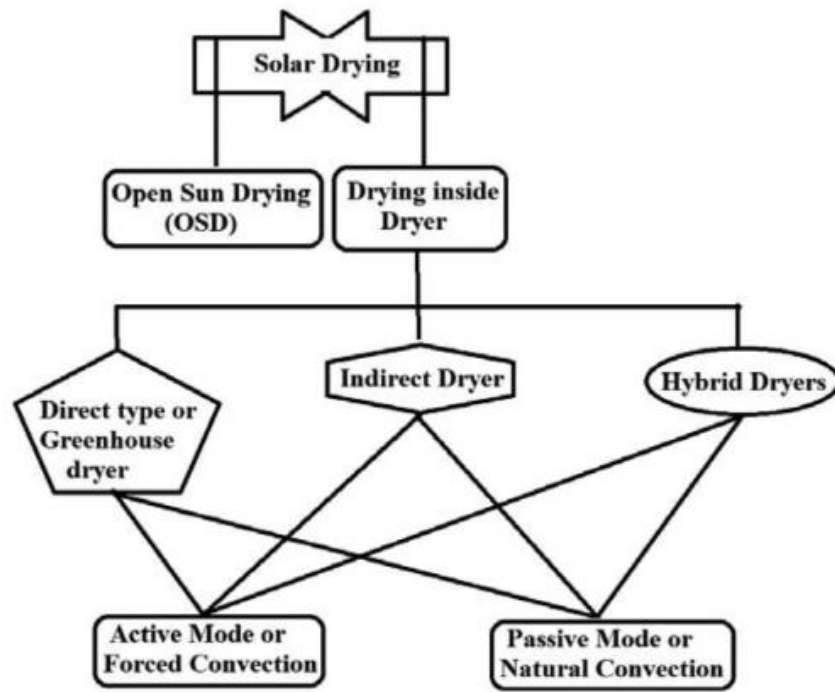 Solar Drying
Open Sun Drying
(OSD)
Drying inside
Dryer
Direct type or
Greenhouse
dryer
Indirect Dryer
Hybrid Dryers
Active Mode or
Forced Convection
Passive Mode or
Natural Convection